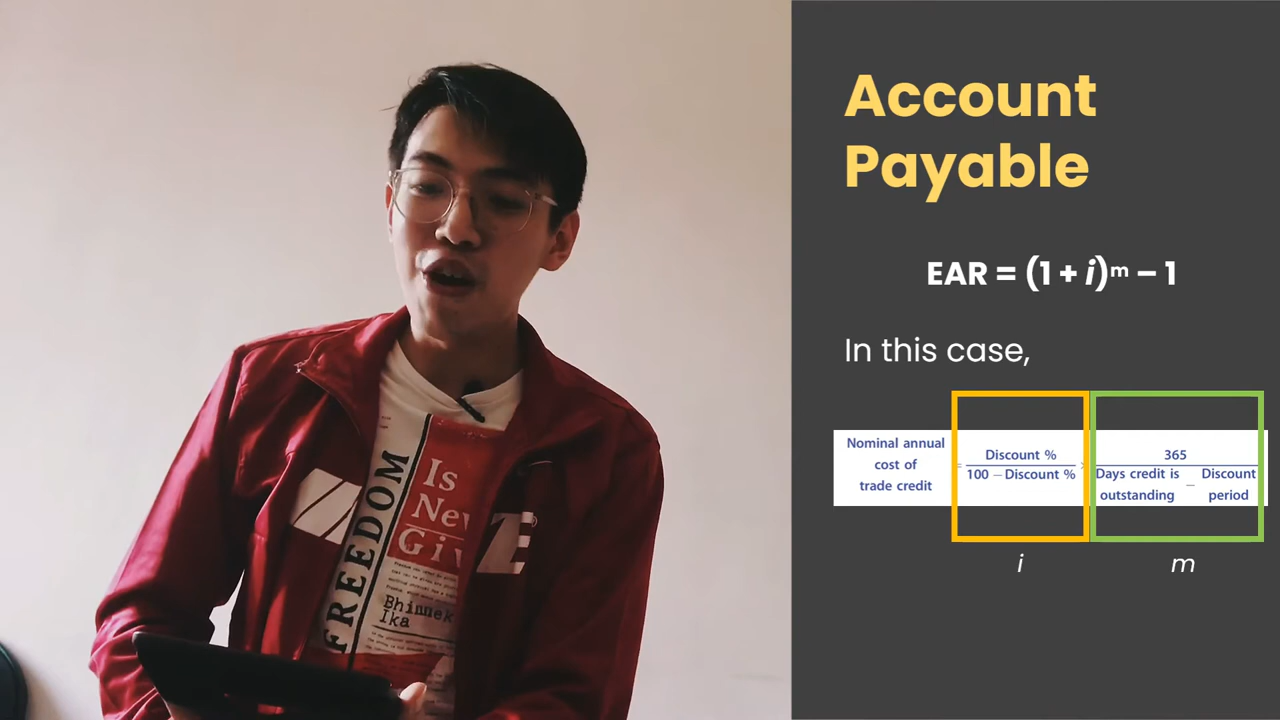 Account
Payable
EAR = (1 + i)ᵐ – 1
In this case,
Nominal annual
cost of
trade credit
= Discount % / 100 – Discount % × 365 / Days credit is outstanding – Discount period
i
m
FREEDOM
Is
New
Giv
Bhinnek
Ika